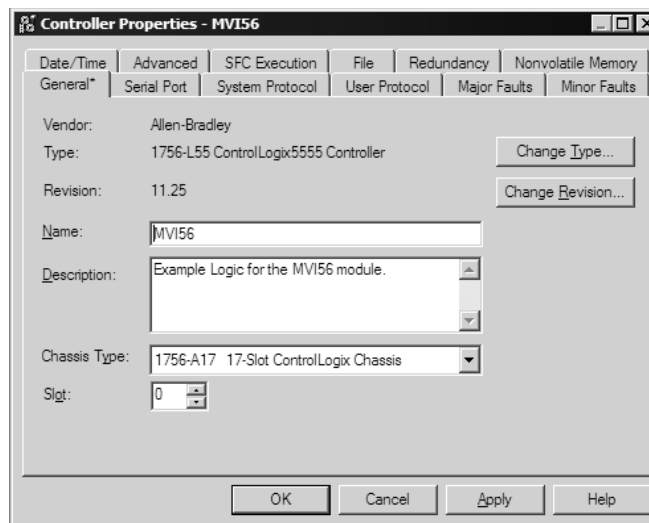 Controller Properties - MVI56
Date/Time Advanced SFC Execution File Redundancy Nonvolatile Memory
General* Serial Port System Protocol User Protocol Major Faults Minor Faults
Vendor: Allen-Bradley
Type: 1756-L55 ControlLogix5555 Controller Change Type...
Revision: 11.25 Change Revision...
Name: MVI56
Description: Example Logic for the MVI56 module.
Chassis Type: 1756-A17 17-Slot ControlLogix Chassis
Slot: 0
OK Cancel Apply Help